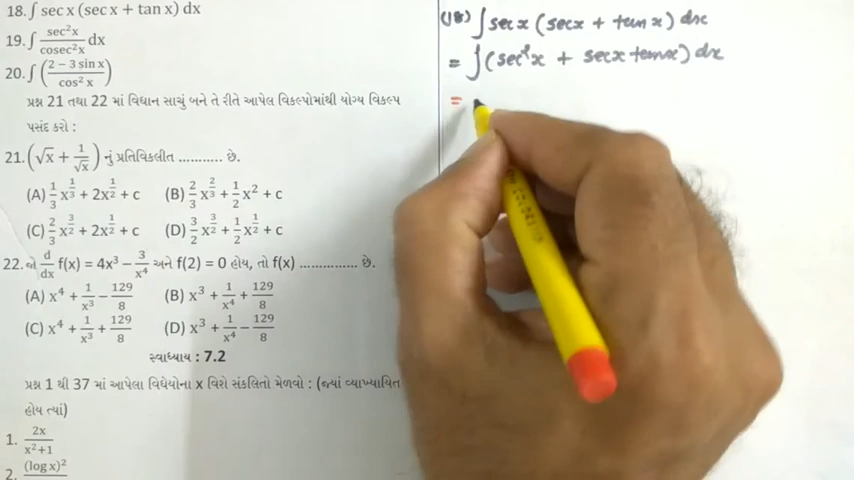 18. ∫ sec x (sec x + tan x) dx
19. ∫ sec²x / cosec²x dx
20. ∫ ((2 − 3 sin x) / cos² x)
પ્રશ્ન 21 તથા 22 માં વિધાન સાચું બને તે રીતે આપેલ વિકલ્પોમાંથી યોગ્ય વિકલ્પ
પસંદ કરો :
21. (√x + 1/√x) નું પ્રતિવિકલીત ........... છે.
(A) 1/3 x^(1/3) + 2x^(1/2) + c (B) 2/3 x^(2/3) + 1/2 x² + c
(C) 2/3 x^(3/2) + 2x^(1/2) + c (D) 3/2 x^(3/2) + 1/2 x^(1/2) + c
22. જો d/dx f(x) = 4x³ − 3/x⁴ અને f(2) = 0 હોય, તો f(x) .............. છે.
(A) x⁴ + 1/x³ − 129/8 (B) x³ + 1/x⁴ + 129/8
(C) x⁴ + 1/x³ + 129/8 (D) x³ + 1/x⁴ − 129/8
સ્વાધ્યાય : 7.2
પ્રશ્ન 1 થી 37 માં આપેલા વિધેયોના x વિશે સંકલિતો મેળવો : (જ્યાં વ્યાખ્યાયિત
હોય ત્યાં)
1. 2x / x²+1
2. (log x)²
(18) ∫ sec x (sec x + tan x) dx
= ∫ (sec²x + sec x tan x) dx
=